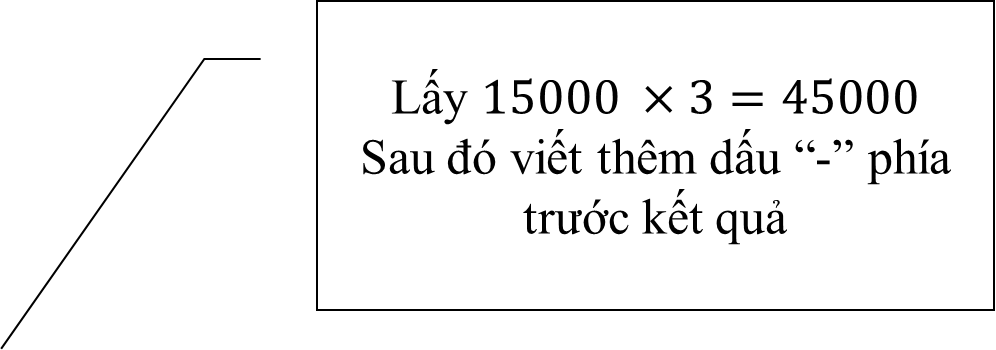 Lấy 15000 × 3 = 45000
Sau đó viết thêm dấu “-” phía
trước kết quả